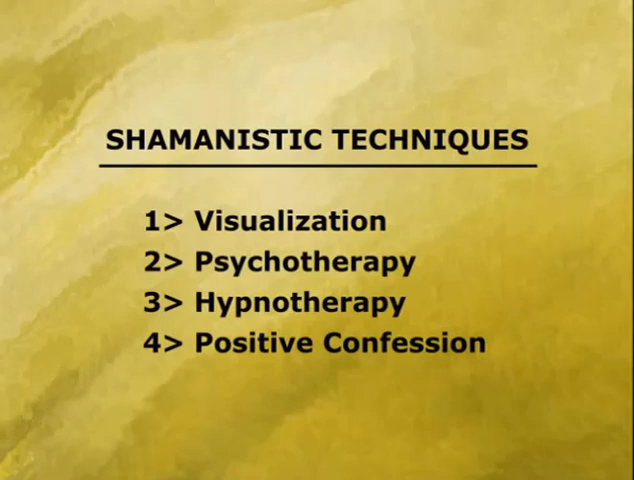 SHAMANISTIC TECHNIQUES
1> Visualization
2> Psychotherapy
3> Hypnotherapy
4> Positive Confession